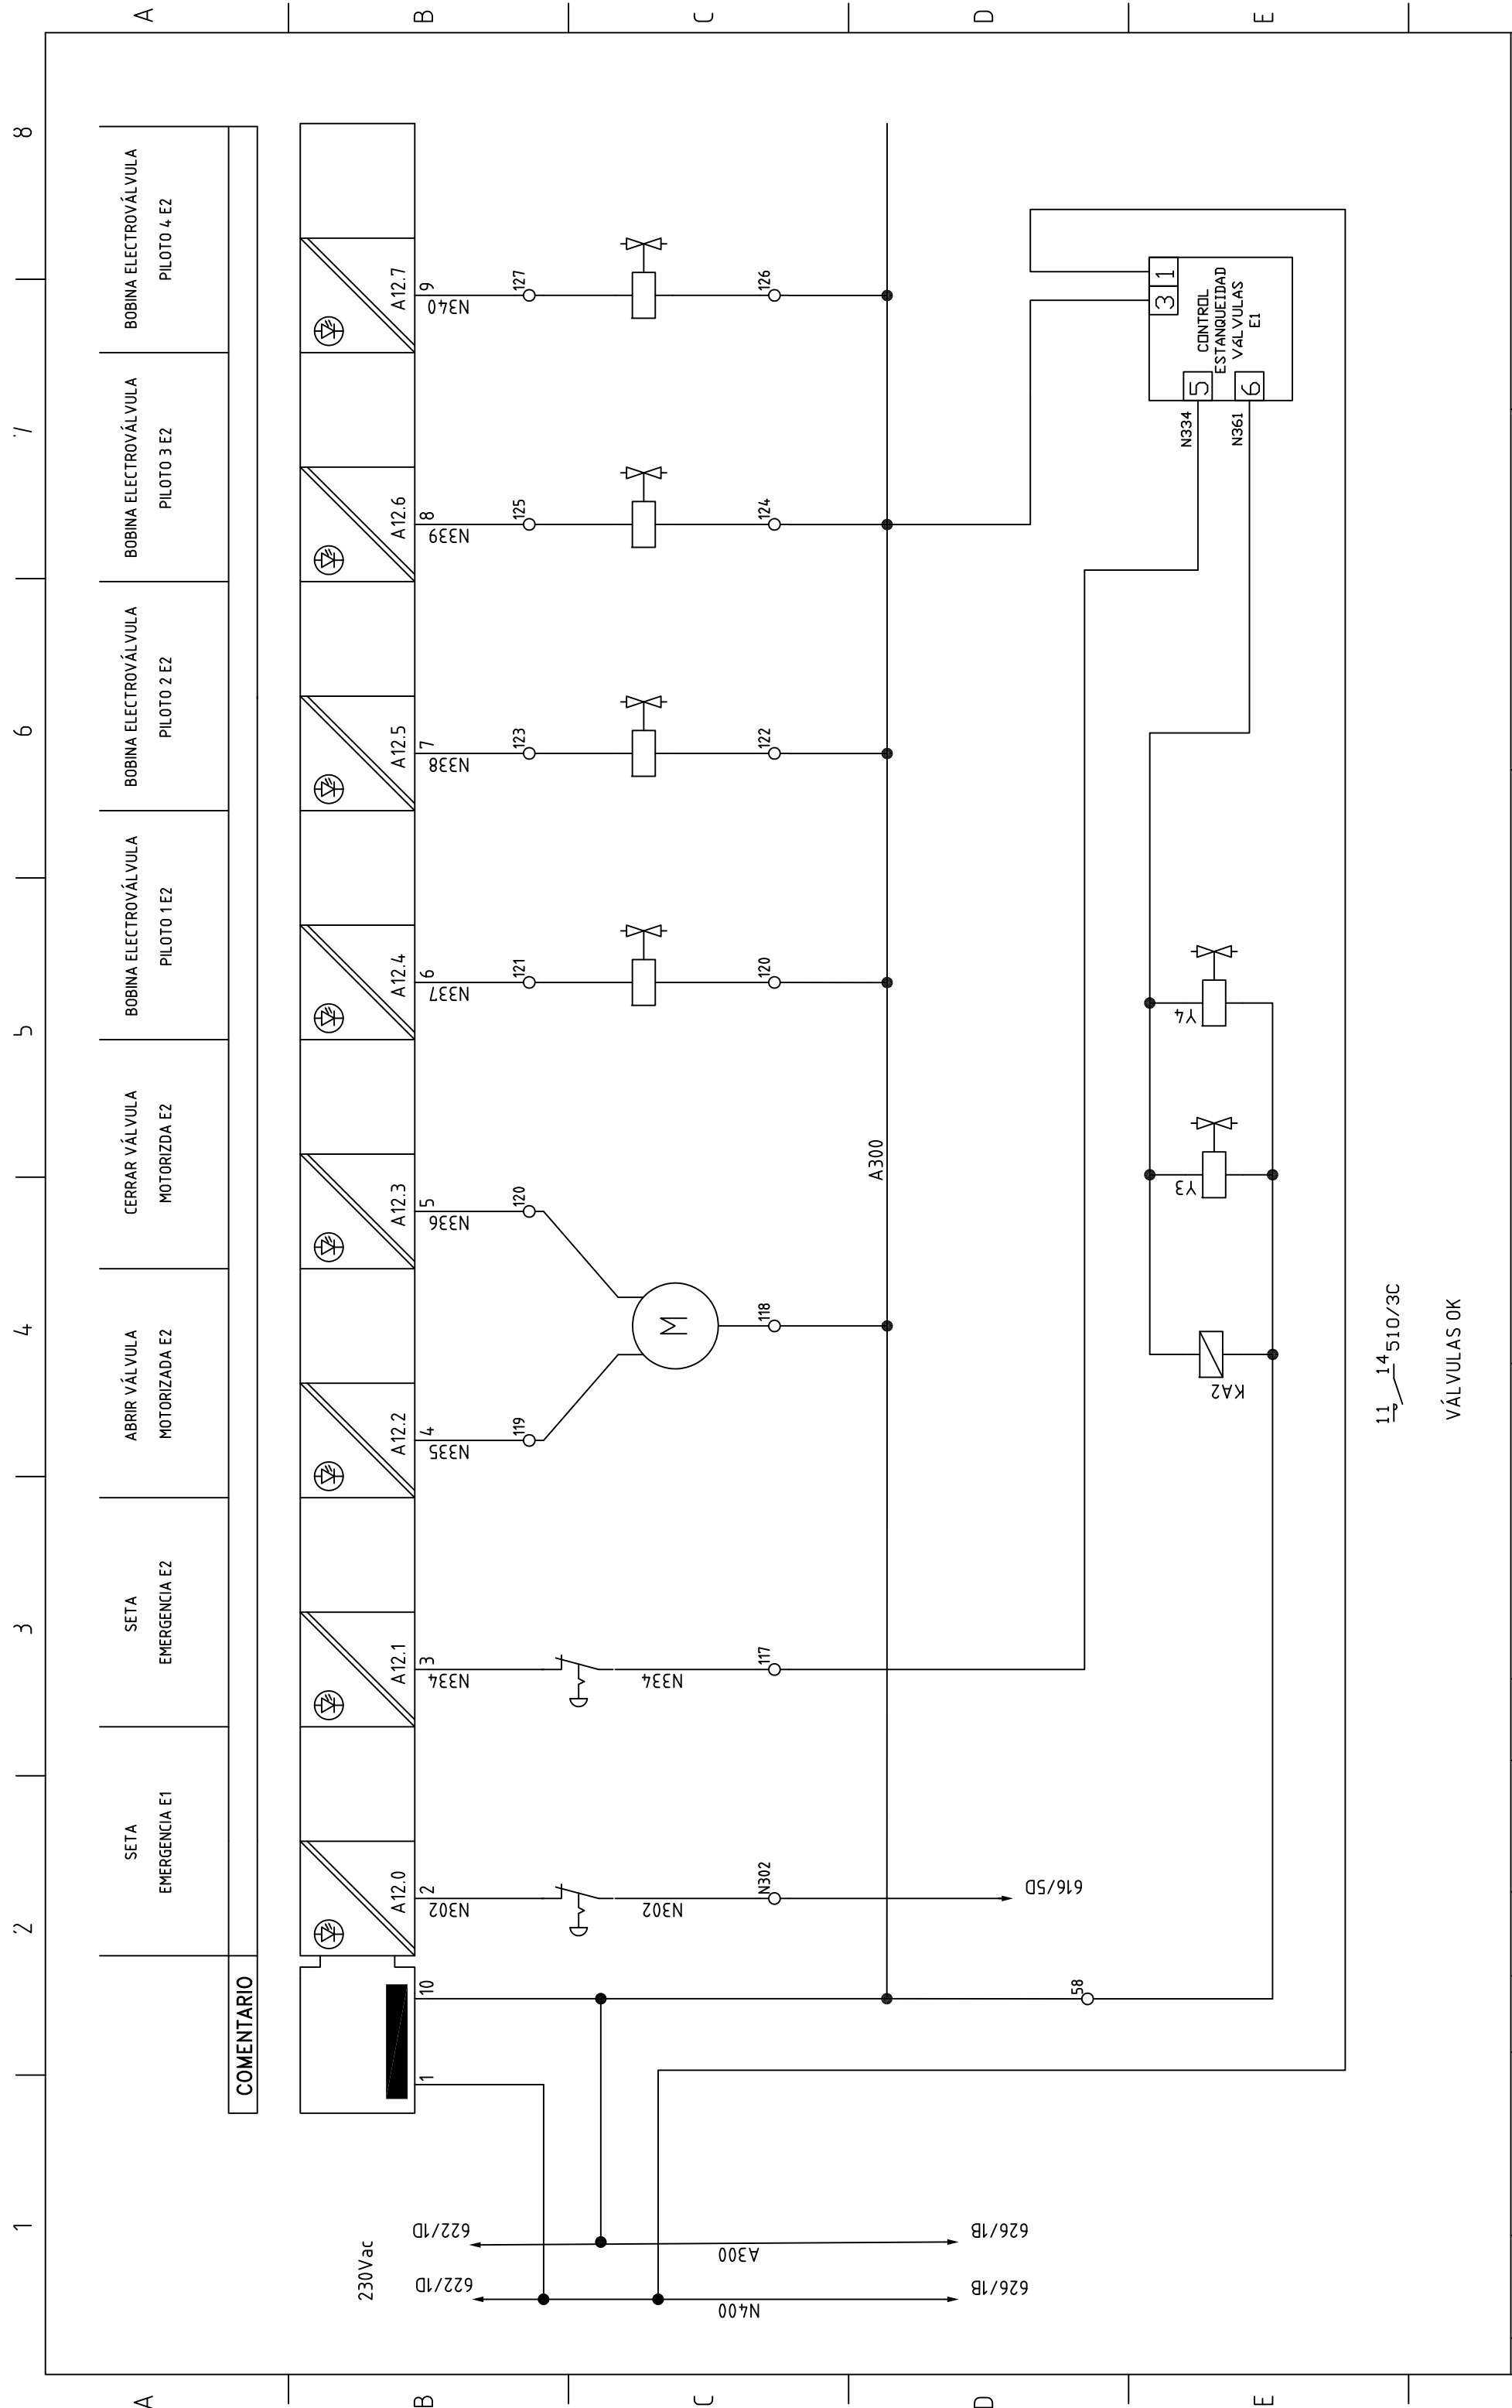 1
2
3
4
5
6
7
8
A
A
B
B
C
C
D
D
E
E
COMENTARIO
SETA
EMERGENCIA E1
SETA
EMERGENCIA E2
ABRIR VÁLVULA
MOTORIZADA E2
CERRAR VÁLVULA
MOTORIZDA E2
BOBINA ELECTROVÁLVULA
PILOTO 1 E2
BOBINA ELECTROVÁLVULA
PILOTO 2 E2
BOBINA ELECTROVÁLVULA
PILOTO 3 E2
BOBINA ELECTROVÁLVULA
PILOTO 4 E2
A12.0
A12.1
A12.2
A12.3
A12.4
A12.5
A12.6
A12.7
1
10
2
3
4
5
6
7
8
9
N302
N334
N335
N336
N337
N338
N339
N340
230Vac
622/1D
622/1D
119
120
121
123
125
127
M
N302
N334
N302
117
118
120
122
124
126
A300
N400
A300
626/1B
626/1B
616/5D
58
KA2
Y3
Y4
N334
N361
5
6
3
1
CONTROL
ESTANQUEIDAD
VÁLVULAS
E1
11
14
510/3C
VÁLVULAS OK